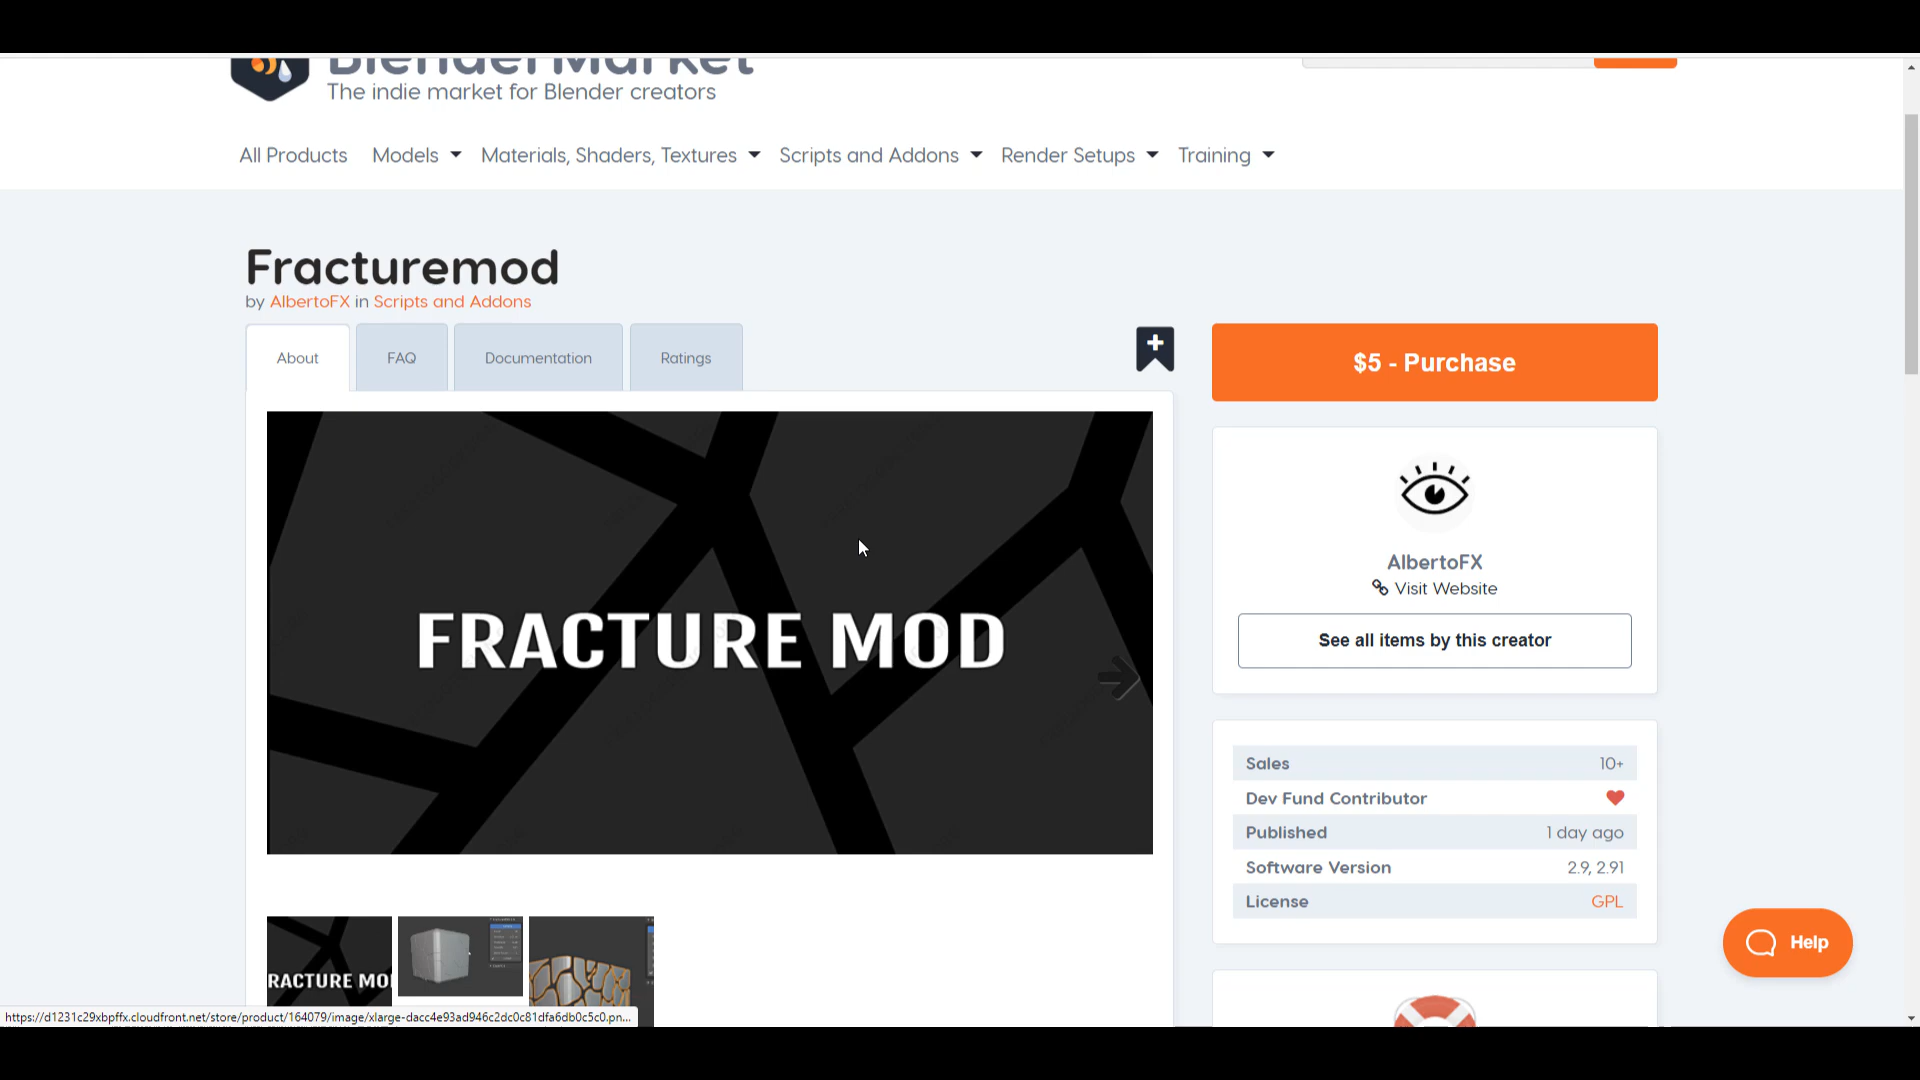 BlenderMarket
The indie market for Blender creators
All Products Models Materials, Shaders, Textures Scripts and Addons Render Setups Training
Fracturemod
by AlbertoFX in Scripts and Addons
About FAQ Documentation Ratings
$5 - Purchase
FRACTURE MOD
AlbertoFX
Visit Website
See all items by this creator
Sales 10+
Dev Fund Contributor
Published 1 day ago
Software Version 2.9, 2.91
License GPL
Help
RACTURE MO
https://d1231c29xbpffx.cloudfront.net/store/product/164079/image/xlarge-dacc4e93ad946c2dc0c81dfa6db0c5c0.pn...